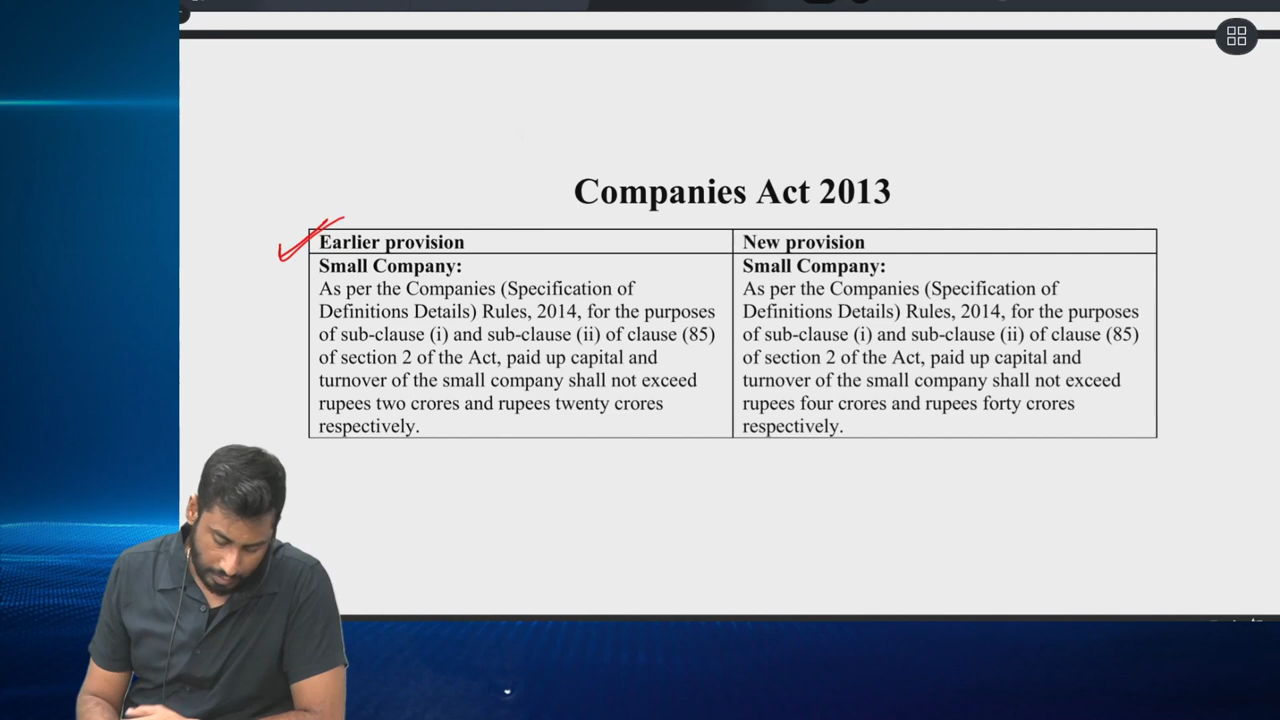 Companies Act 2013
Earlier provision
Small Company:
As per the Companies (Specification of
Definitions Details) Rules, 2014, for the purposes
of sub-clause (i) and sub-clause (ii) of clause (85)
of section 2 of the Act, paid up capital and
turnover of the small company shall not exceed
rupees two crores and rupees twenty crores
respectively.
New provision
Small Company:
As per the Companies (Specification of
Definitions Details) Rules, 2014, for the purposes
of sub-clause (i) and sub-clause (ii) of clause (85)
of section 2 of the Act, paid up capital and
turnover of the small company shall not exceed
rupees four crores and rupees forty crores
respectively.